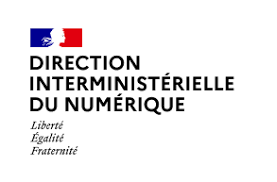 DIRECTION
INTERMINISTÉRIELLE
DU NUMÉRIQUE
Liberté
Égalité
Fraternité